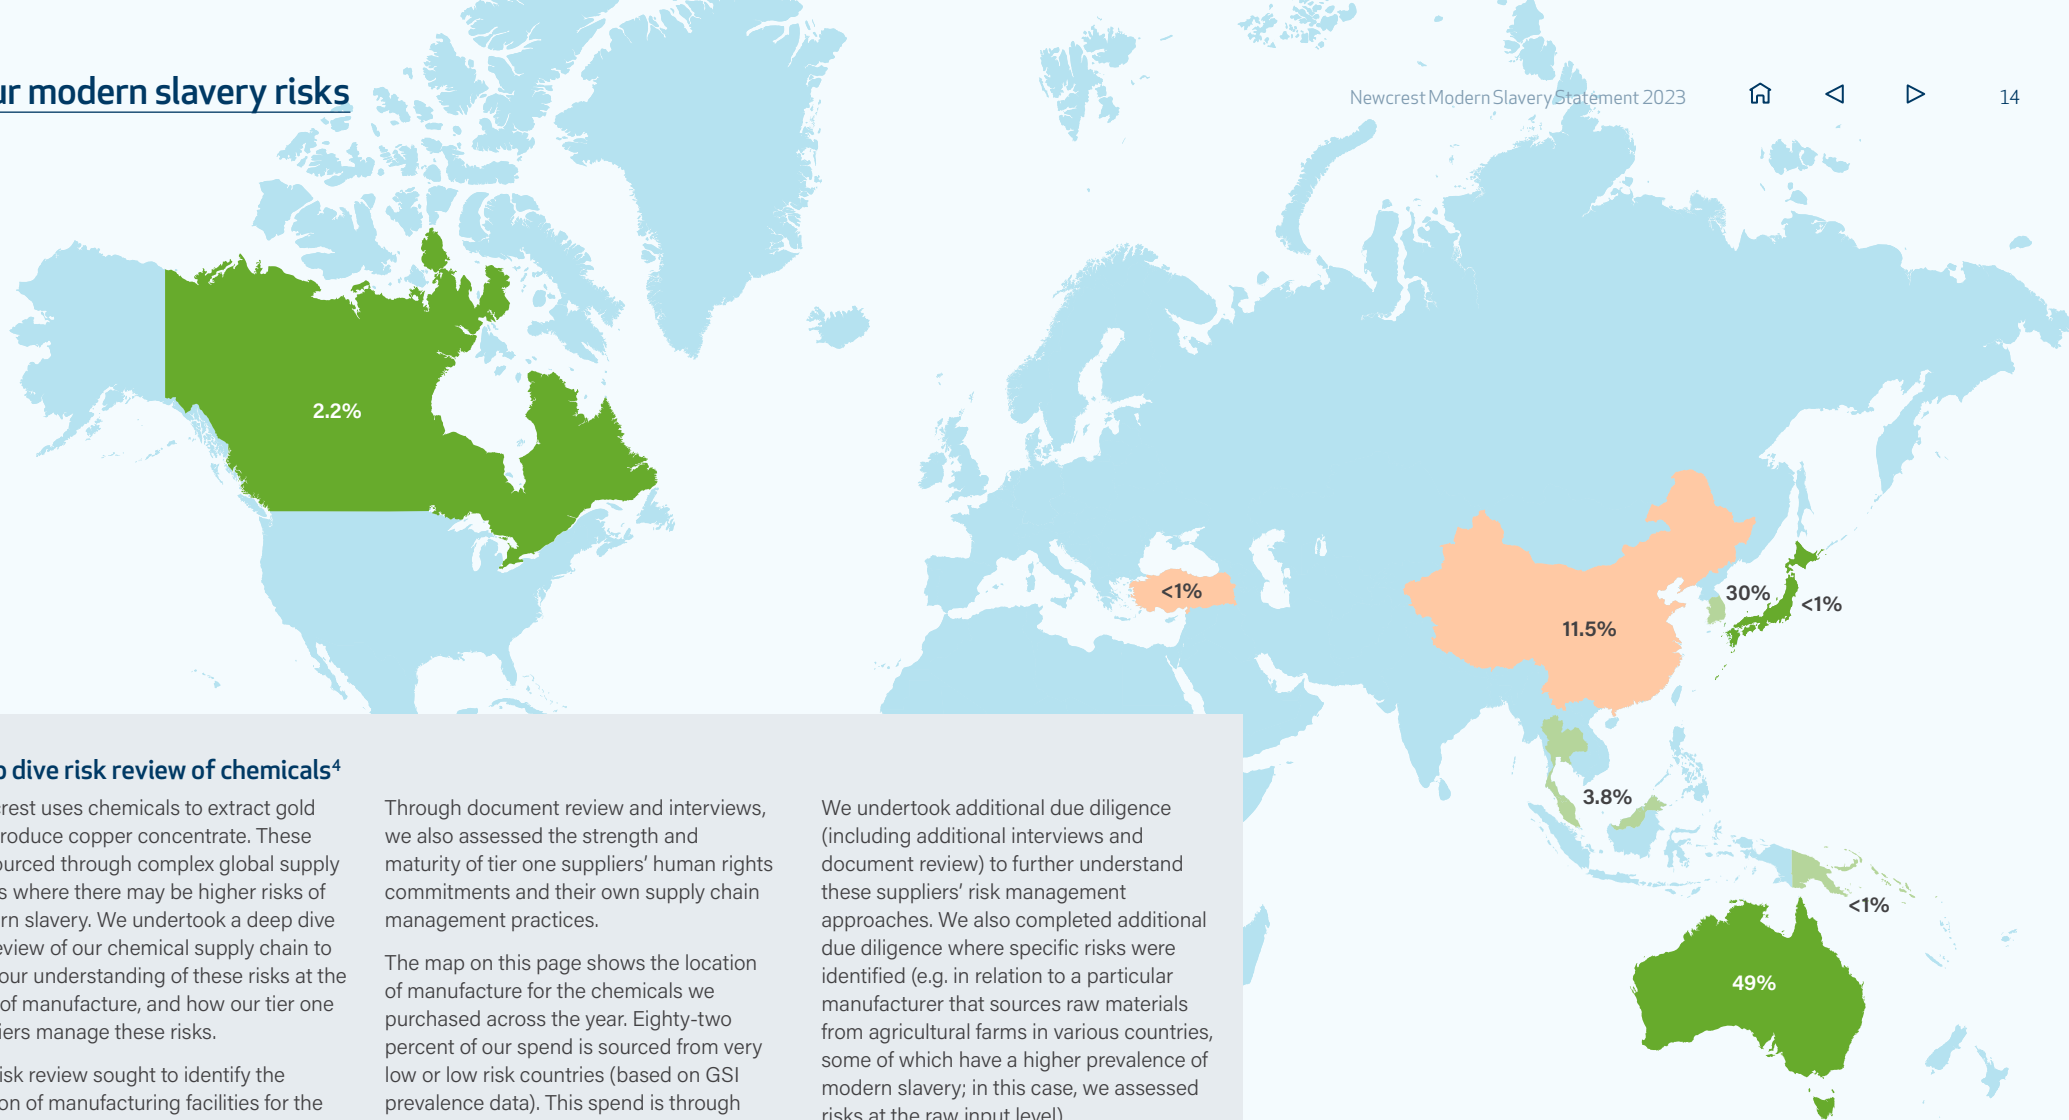 ur modern slavery risks
Newcrest Modern Slavery Statement 2023
14
2.2%
<1%
11.5%
30%
<1%
3.8%
<1%
49%
dive risk review of chemicals4
crest uses chemicals to extract gold
roduce copper concentrate. These
ourced through complex global supply
s where there may be higher risks of
rn slavery. We undertook a deep dive
eview of our chemical supply chain to
our understanding of these risks at the
of manufacture, and how our tier one
iers manage these risks.
isk review sought to identify the
on of manufacturing facilities for the
Through document review and interviews,
we also assessed the strength and
maturity of tier one suppliers’ human rights
commitments and their own supply chain
management practices.
The map on this page shows the location
of manufacture for the chemicals we
purchased across the year. Eighty-two
percent of our spend is sourced from very
low or low risk countries (based on GSI
prevalence data). This spend is through
We undertook additional due diligence
(including additional interviews and
document review) to further understand
these suppliers’ risk management
approaches. We also completed additional
due diligence where specific risks were
identified (e.g. in relation to a particular
manufacturer that sources raw materials
from agricultural farms in various countries,
some of which have a higher prevalence of
modern slavery; in this case, we assessed
risks at the raw input level)